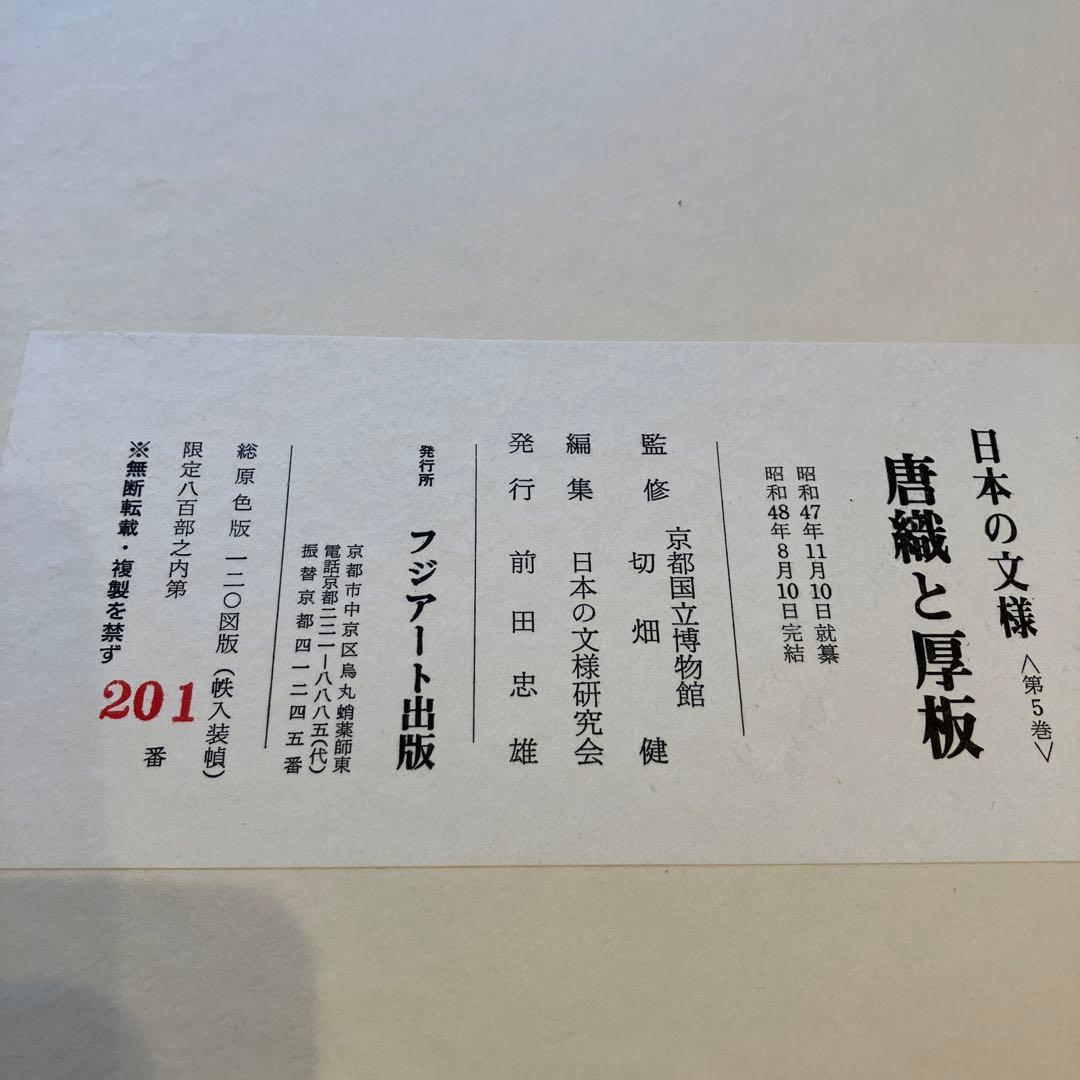 日本の文様〈第5巻〉
唐織と厚板
昭和47年11月10日就纂
昭和48年8月10日完結
監修 京都国立博物館
切畑健
編集 日本の文様研究会
発行 前田忠雄
発行所 フジアート出版
京都市中京区烏丸蛸薬師東
電話京都二二一―八八八五(代)
振替京都四一二四五番
総原色版 一二〇図版(帙入装幀)
限定八百部之内第 201 番
※無断転載・複製を禁ず